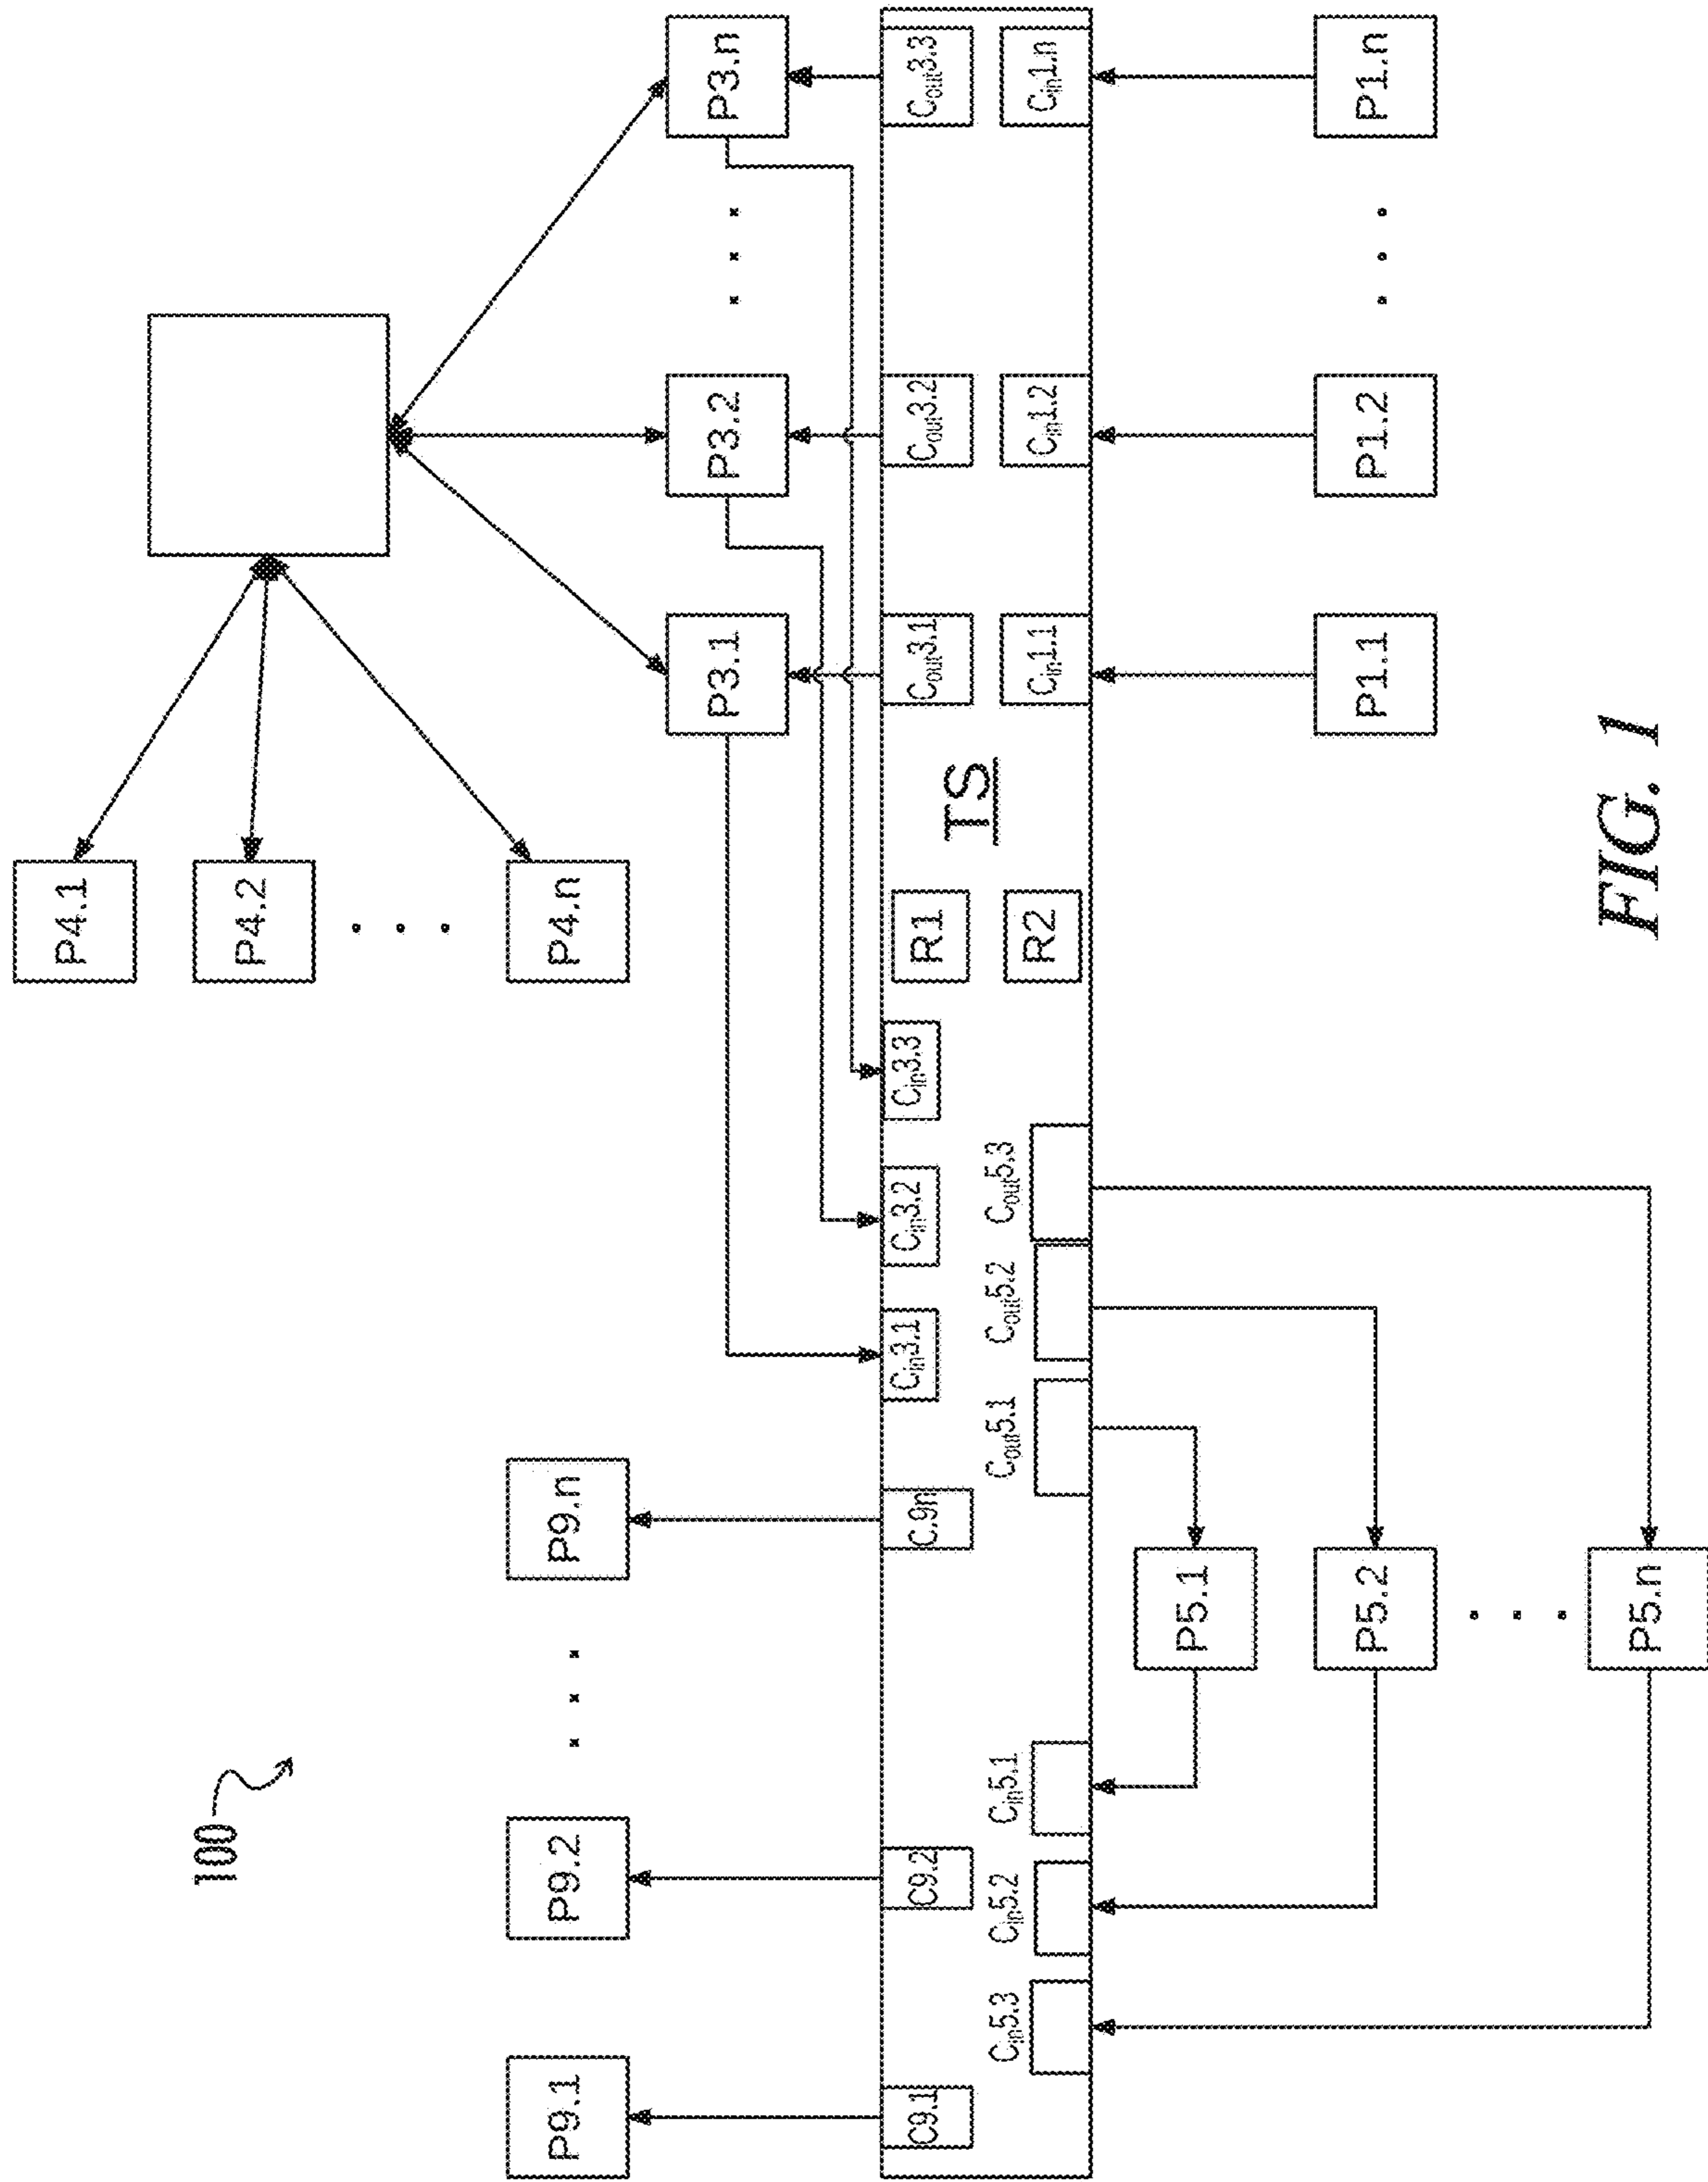 100
P9.1
P9.2
P9.n
P4.1
P4.2
P4.n
P3.1
P3.2
P3.n
C9.1
C9.2
C.9n
Cin3.1
Cin3.2
Cin3.3
R1
R2
TS
Cout3.1
Cout3.2
Cout3.3
Cin5.3
Cin5.2
Cin5.1
Cout5.1
Cout5.2
Cout5.3
Cin1.1
Cin1.2
Cin1.n
P5.1
P5.2
P5.n
P1.1
P1.2
P1.n
FIG. 1